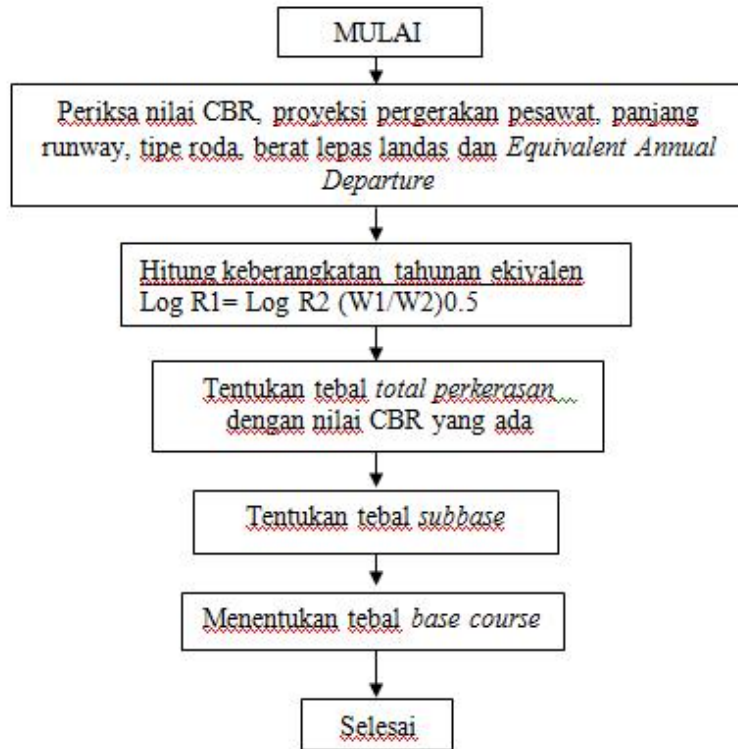 MULAI
Periksa nilai CBR, proyeksi pergerakan pesawat, panjang
runway, tipe roda, berat lepas landas dan Equivalent Annual
Departure
Hitung keberangkatan tahunan ekivalen
Log R1= Log R2 (W1/W2)0.5
Tentukan tebal total perkerasan
dengan nilai CBR yang ada
Tentukan tebal subbase
Menentukan tebal base course
Selesai